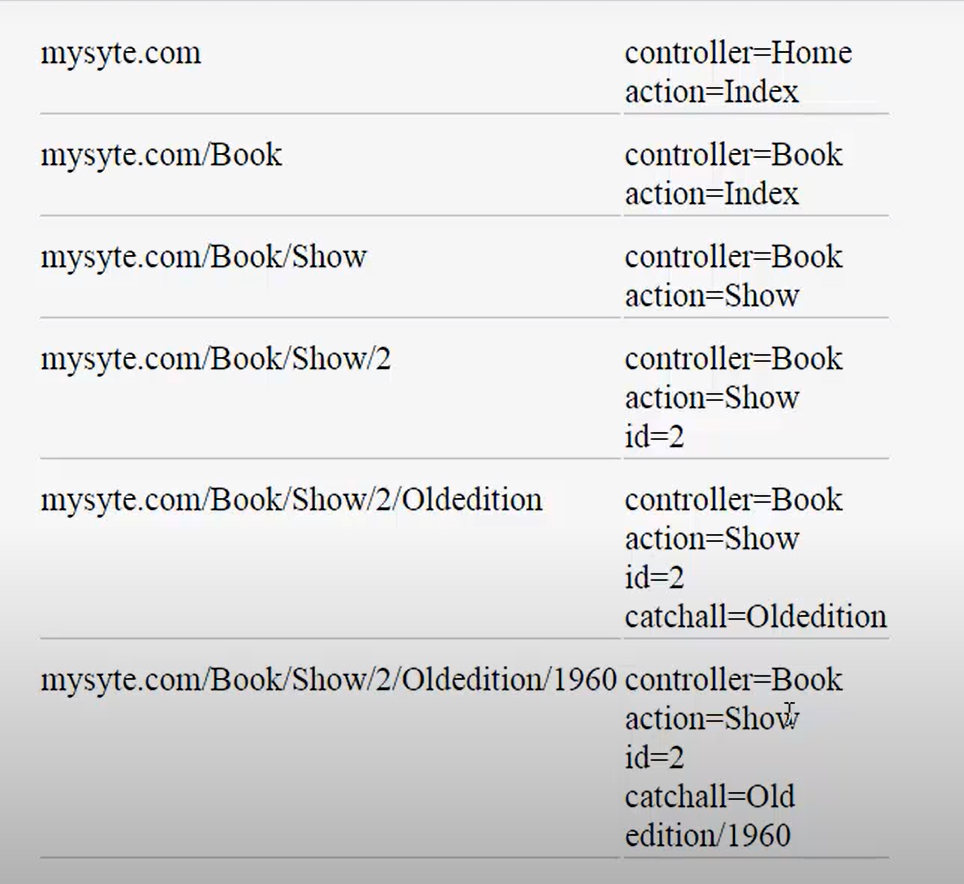 mysyte.com controller=Home
action=Index
mysyte.com/Book controller=Book
action=Index
mysyte.com/Book/Show controller=Book
action=Show
mysyte.com/Book/Show/2 controller=Book
action=Show
id=2
mysyte.com/Book/Show/2/Oldedition controller=Book
action=Show
id=2
catchall=Oldedition
mysyte.com/Book/Show/2/Oldedition/1960 controller=Book
action=Show
id=2
catchall=Old
edition/1960